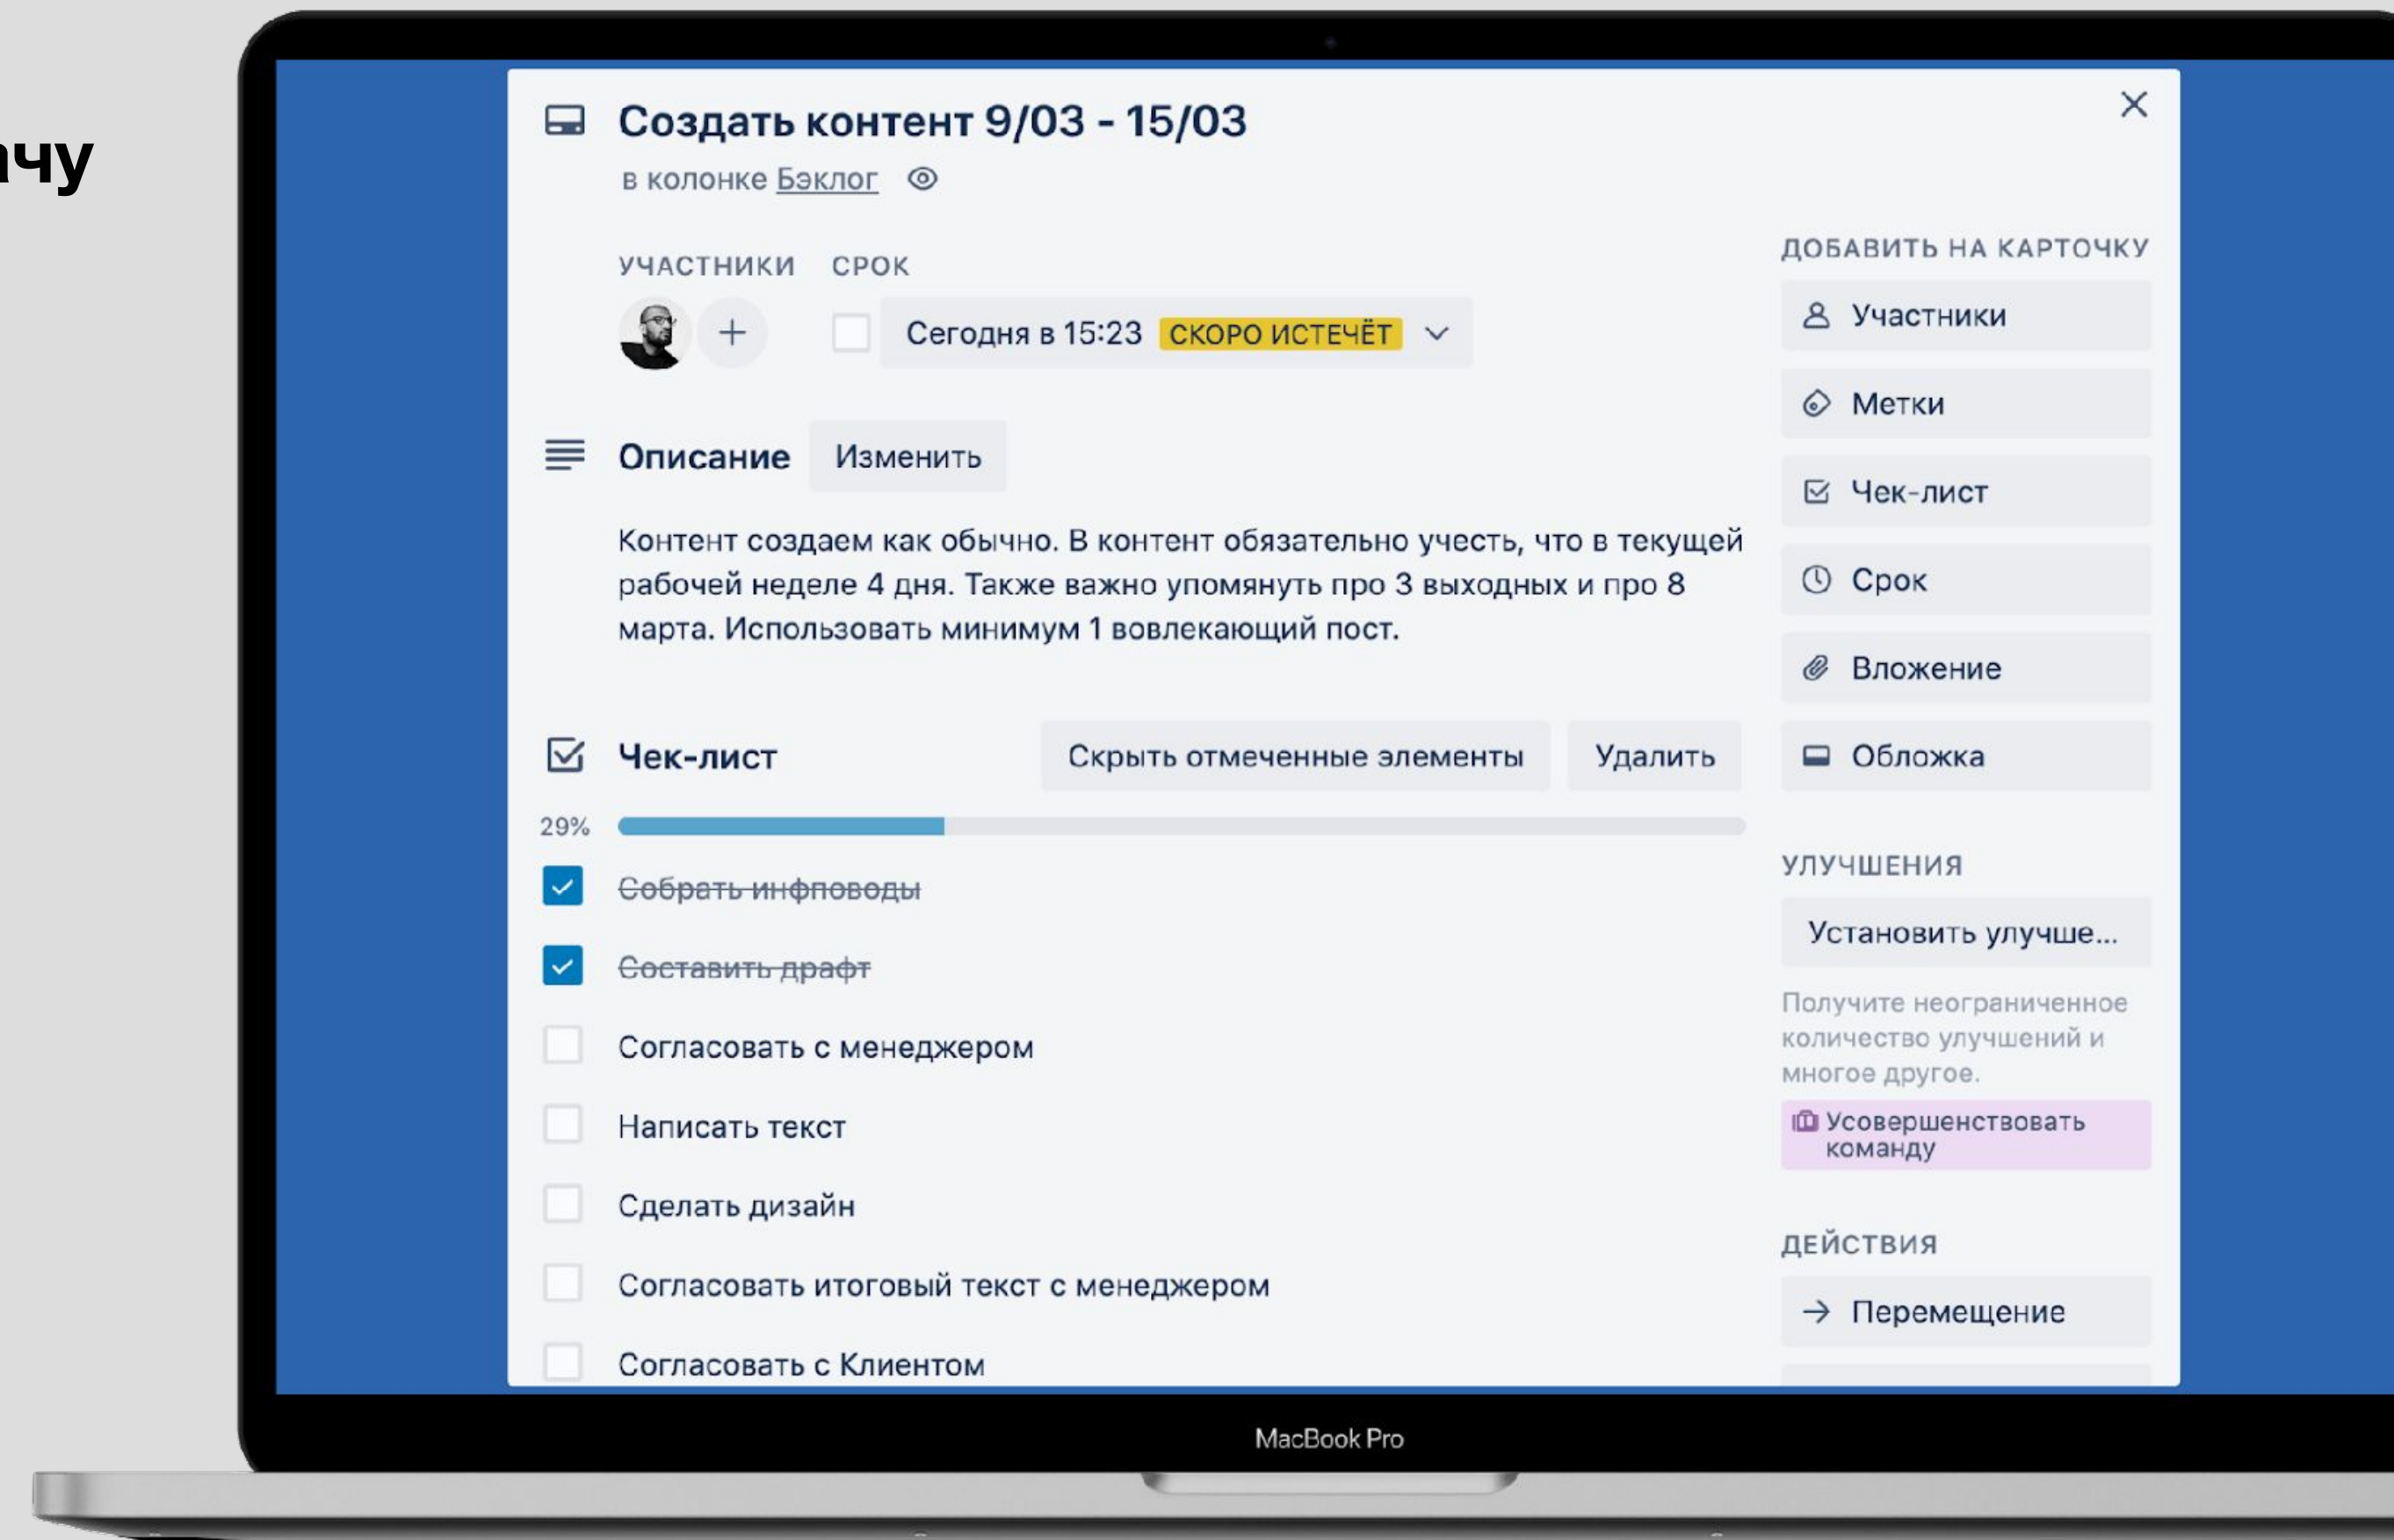 ачу
Создать контент 9/03 - 15/03
в колонке Бэклог
УЧАСТНИКИ СРОК
Сегодня в 15:23 СКОРО ИСТЕЧЁТ
Описание Изменить
Контент создаем как обычно. В контент обязательно учесть, что в текущей
рабочей неделе 4 дня. Также важно упомянуть про 3 выходных и про 8
марта. Использовать минимум 1 вовлекающий пост.
Чек-лист Скрыть отмеченные элементы Удалить
29%
Собрать инфповоды
Составить драфт
Согласовать с менеджером
Написать текст
Сделать дизайн
Согласовать итоговый текст с менеджером
Согласовать с Клиентом
ДОБАВИТЬ НА КАРТОЧКУ
Участники
Метки
Чек-лист
Срок
Вложение
Обложка
УЛУЧШЕНИЯ
Установить улучше...
Получите неограниченное
количество улучшений и
многое другое.
Усовершенствовать
команду
ДЕЙСТВИЯ
Перемещение
MacBook Pro